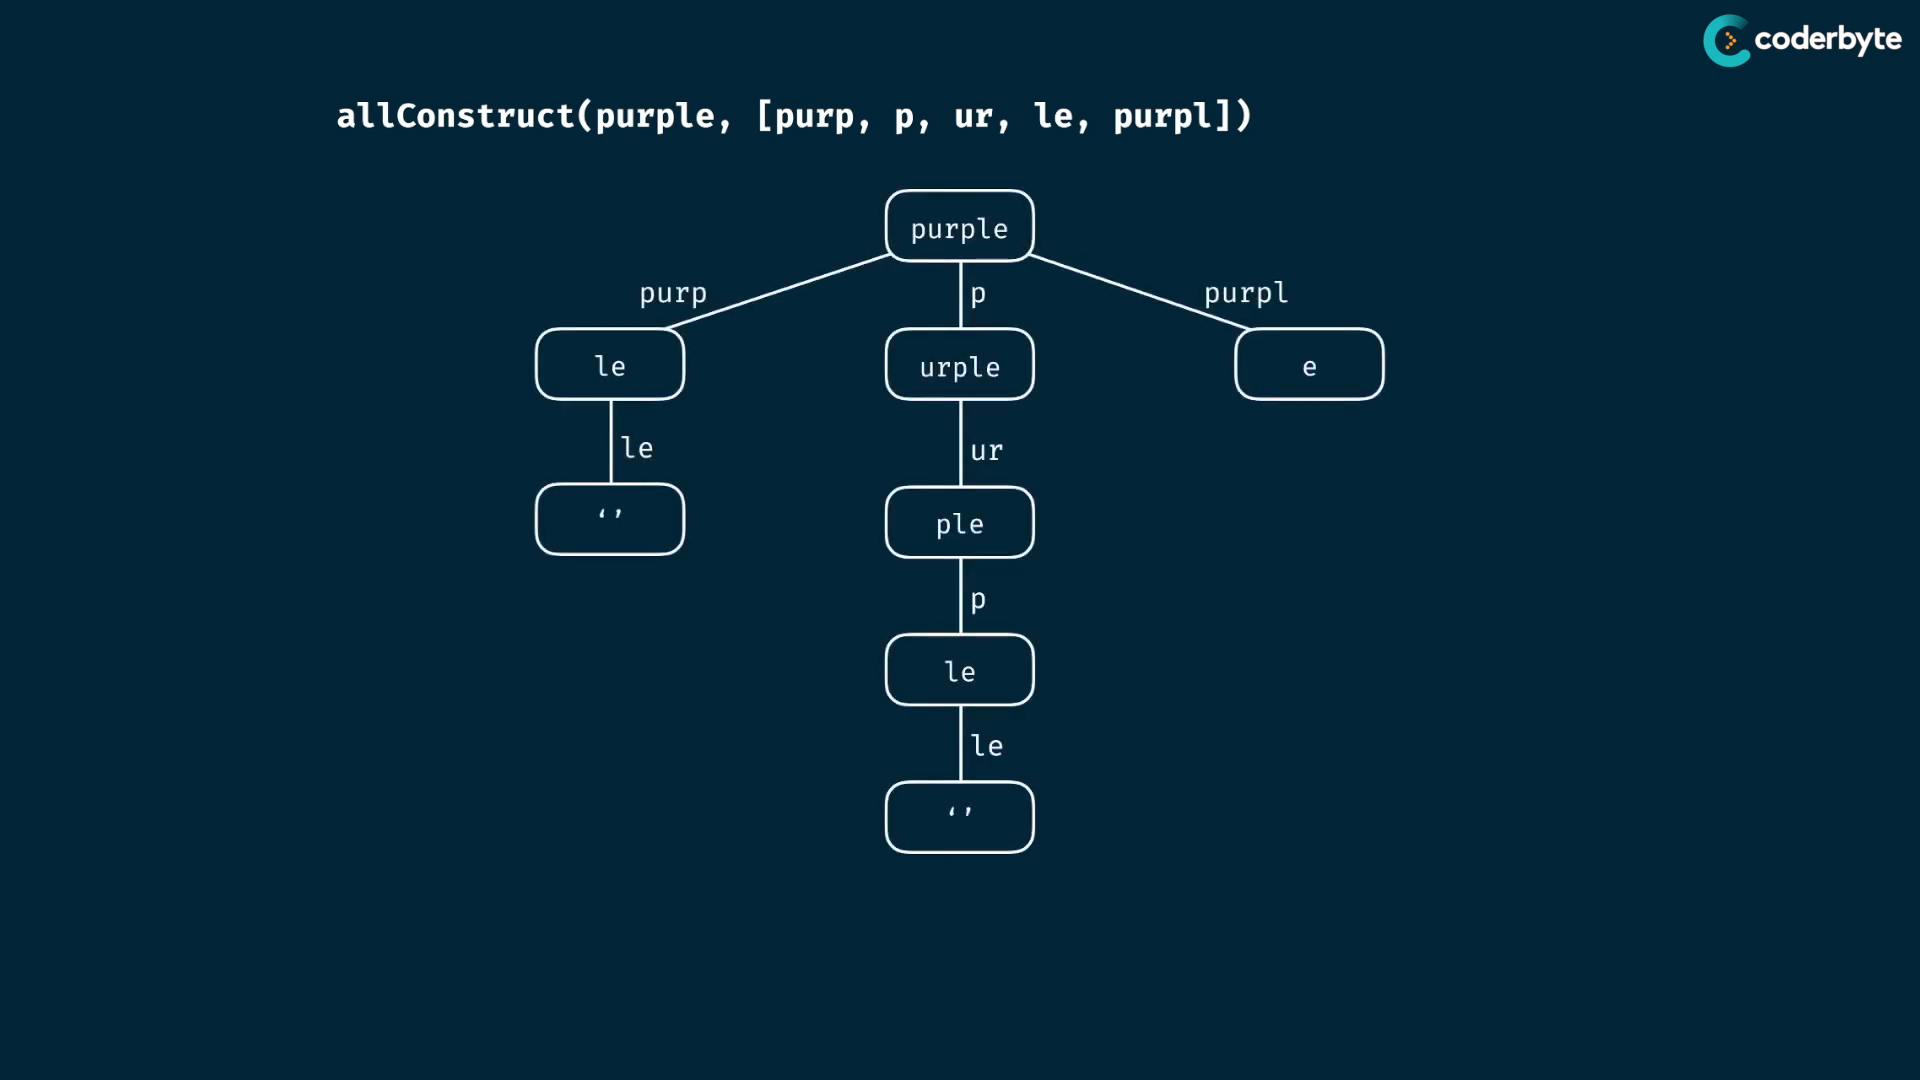 coderbyte
allConstruct(purple, [purp, p, ur, le, purpl])
purple
purp
p
purpl
le
urple
e
le
ur
‘’
ple
p
le
le
‘’